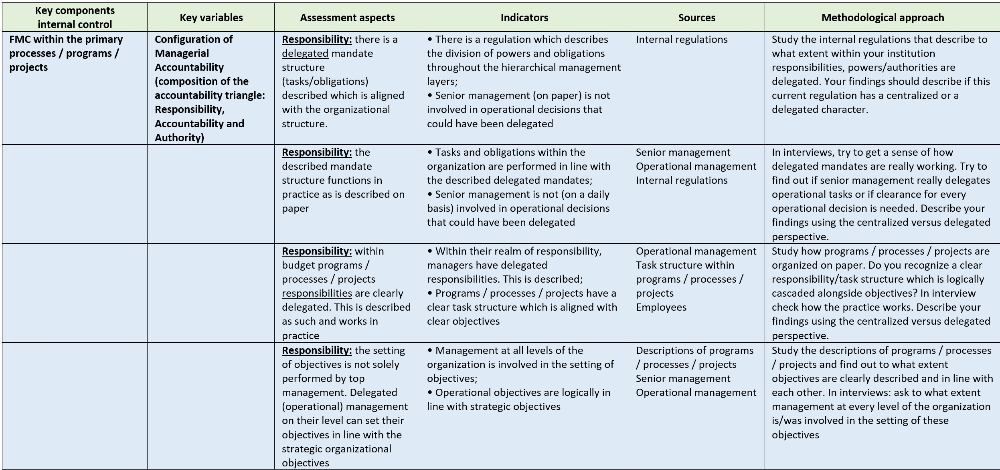 Key components
internal control
Key variables
Assessment aspects
Indicators
Sources
Methodological approach
FMC within the primary
processes / programs /
projects
Configuration of
Managerial
Accountability
(composition of the
accountability triangle:
Responsibility,
Accountability and
Authority)
Responsibility: there is a
delegated mandate
structure
(tasks/obligations)
described which is aligned
with the organizational
structure.
• There is a regulation which describes
the division of powers and obligations
throughout the hierarchical management
layers;
• Senior management (on paper) is not
involved in operational decisions that
could have been delegated
Internal regulations
Study the internal regulations that describe to
what extent within your institution
responsibilities, powers/authorities are
delegated. Your findings should describe if this
current regulation has a centralized or a
delegated character.
Responsibility: the
described mandate
structure functions in
practice as is described on
paper
• Tasks and obligations within the
organization are performed in line with
the described delegated mandates;
• Senior management is not (on a daily
basis) involved in operational decisions
that could have been delegated
Senior management
Operational management
Internal regulations
In interviews, try to get a sense of how
delegated mandates are really working. Try to
find out if senior management really delegates
operational tasks or if clearance for every
operational decision is needed. Describe your
findings using the centralized versus delegated
perspective.
Responsibility: within
budget programs /
processes / projects
responsibilities are clearly
delegated. This is described
as such and works in
practice
• Within their realm of responsibility,
managers have delegated
responsibilities. This is described;
• Programs / processes / projects have a
clear task structure which is aligned with
clear objectives
Operational management
Task structure within
programs / processes /
projects
Employees
Study how programs / processes / projects are
organized on paper. Do you recognize a clear
responsibility/task structure which is logically
cascaded alongside objectives? In interview
check how the practice works. Describe your
findings using the centralized versus delegated
perspective.
Responsibility: the setting
of objectives is not solely
performed by top
management. Delegated
(operational) management
on their level can set their
objectives in line with the
strategic organizational
objectives
• Management at all levels of the
organization is involved in the setting of
objectives;
• Operational objectives are logically in
line with strategic objectives
Descriptions of programs
/ processes / projects
Senior management
Operational management
Study the descriptions of programs / processes
/ projects and find out to what extent
objectives are clearly described and in line with
each other. In interviews: ask to what extent
management at every level of the organization
is/was involved in the setting of these
objectives